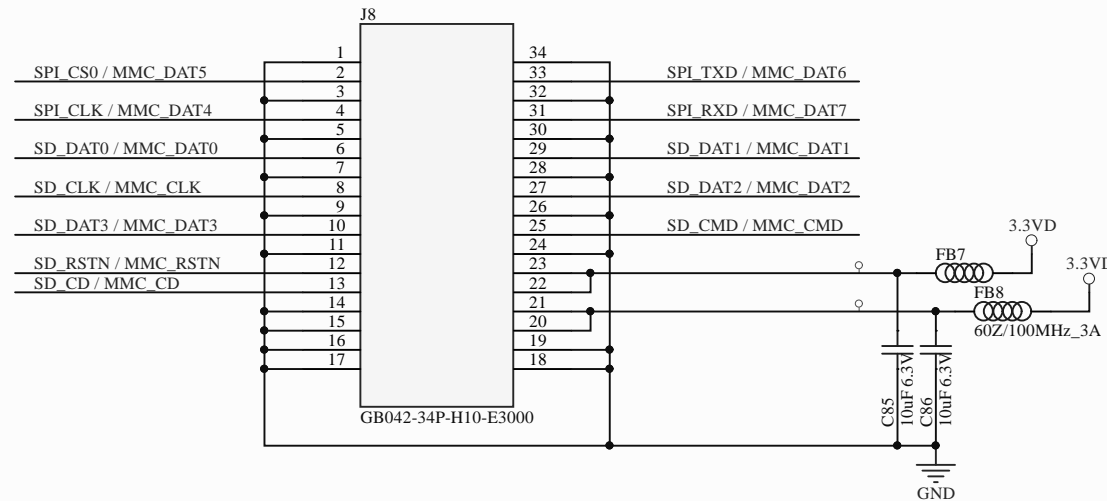 J8
1
34
SPI_CS0 / MMC_DAT5
2
33
SPI_TXD / MMC_DAT6
3
32
SPI_CLK / MMC_DAT4
4
31
SPI_RXD / MMC_DAT7
5
30
SD_DAT0 / MMC_DAT0
6
29
SD_DAT1 / MMC_DAT1
7
28
SD_CLK / MMC_CLK
8
27
SD_DAT2 / MMC_DAT2
9
26
SD_DAT3 / MMC_DAT3
10
25
SD_CMD / MMC_CMD
11
24
SD_RSTN / MMC_RSTN
12
23
SD_CD / MMC_CD
13
22
14
21
15
20
16
19
17
18
GB042-34P-H10-E3000
3.3VD
FB7
3.3VD
FB8
60Z/100MHz_3A
C85
10uF 6.3V
C86
10uF 6.3V
GND